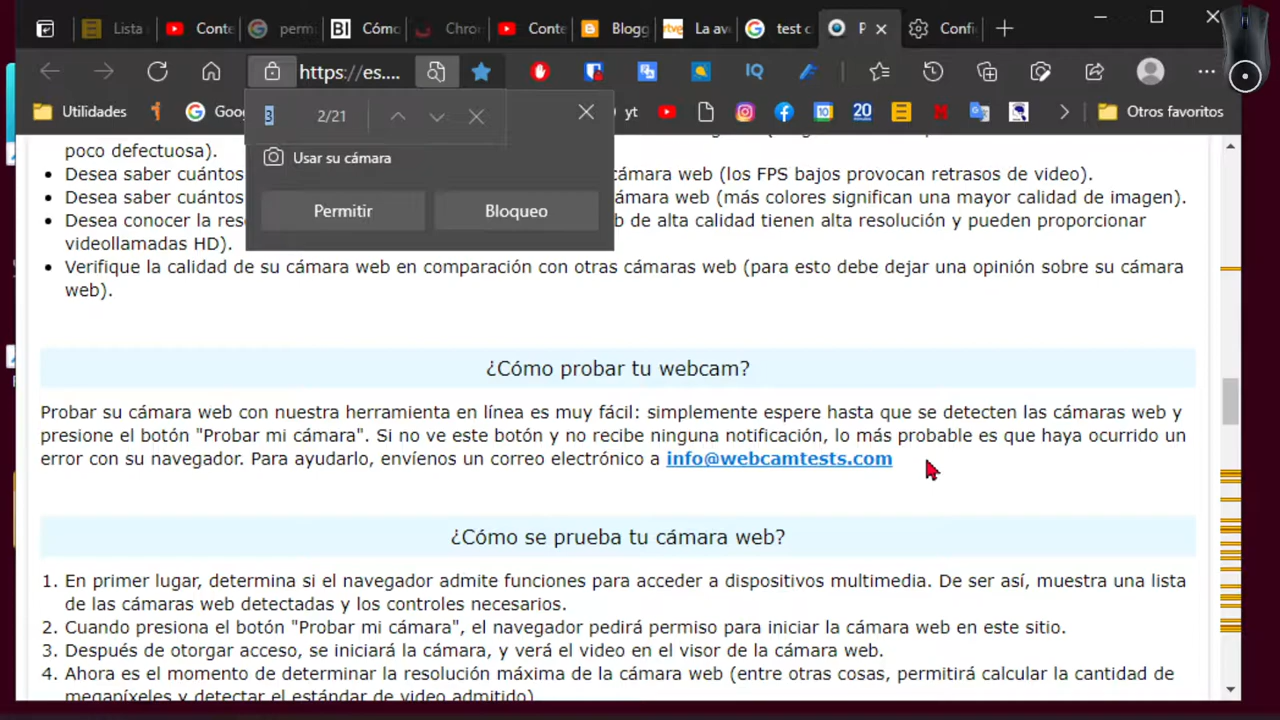 Lista
Conte
perm
BI Cómo
Chro
Conte
Blogg
rtve La ave
test c
P
Confi
https://es....
IQ
Utilidades
Goo
yt
20
Otros favoritos
3 2/21
Usar su cámara
Permitir Bloqueo
poco defectuosa).
Desea saber cuántos cámara web (los FPS bajos provocan retrasos de video).
Desea saber cuántos cámara web (más colores significan una mayor calidad de imagen).
Desea conocer la res b de alta calidad tienen alta resolución y pueden proporcionar
videollamadas HD).
Verifique la calidad de su cámara web en comparación con otras cámaras web (para esto debe dejar una opinión sobre su cámara
web).
¿Cómo probar tu webcam?
Probar su cámara web con nuestra herramienta en línea es muy fácil: simplemente espere hasta que se detecten las cámaras web y
presione el botón "Probar mi cámara". Si no ve este botón y no recibe ninguna notificación, lo más probable es que haya ocurrido un
error con su navegador. Para ayudarlo, envíenos un correo electrónico a info@webcamtests.com
¿Cómo se prueba tu cámara web?
1. En primer lugar, determina si el navegador admite funciones para acceder a dispositivos multimedia. De ser así, muestra una lista
de las cámaras web detectadas y los controles necesarios.
2. Cuando presiona el botón "Probar mi cámara", el navegador pedirá permiso para iniciar la cámara web en este sitio.
3. Después de otorgar acceso, se iniciará la cámara, y verá el video en el visor de la cámara web.
4. Ahora es el momento de determinar la resolución máxima de la cámara web (entre otras cosas, permitirá calcular la cantidad de
megapíxeles y detectar el estándar de video admitido)